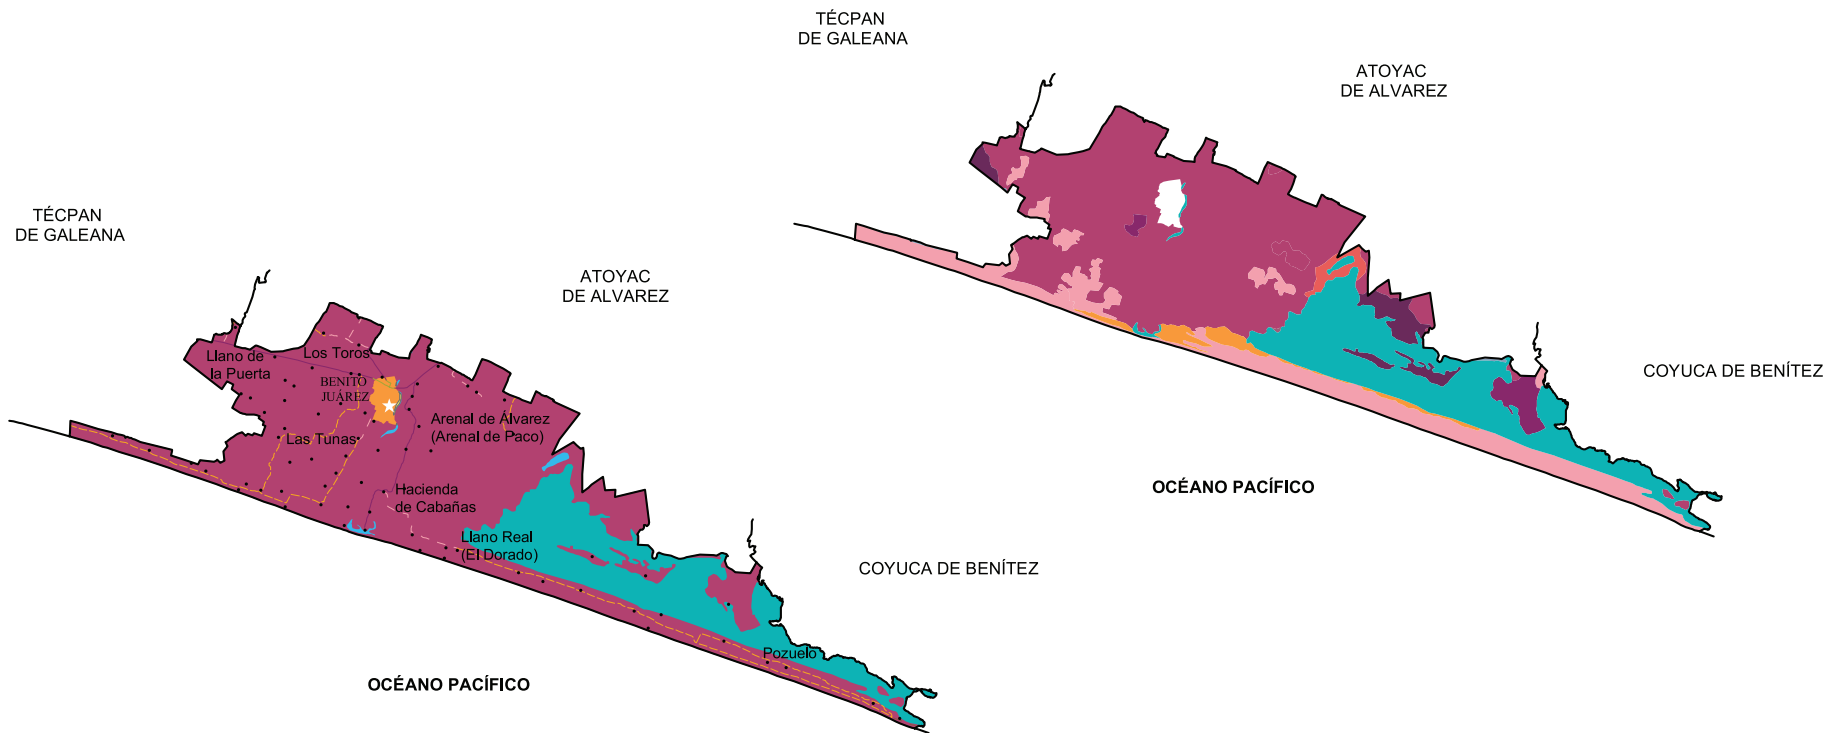 TÉCPAN
DE GALEANA
ATOYAC
DE ALVAREZ
COYUCA DE BENÍTEZ
OCÉANO PACÍFICO
TÉCPAN
DE GALEANA
ATOYAC
DE ALVAREZ
Llano de
la Puerta
Los Toros
BENITO
JUÁREZ
Las Tunas
Arenal de Álvarez
(Arenal de Paco)
Hacienda
de Cabañas
Llano Real
(El Dorado)
COYUCA DE BENÍTEZ
Pozuelo
OCÉANO PACÍFICO